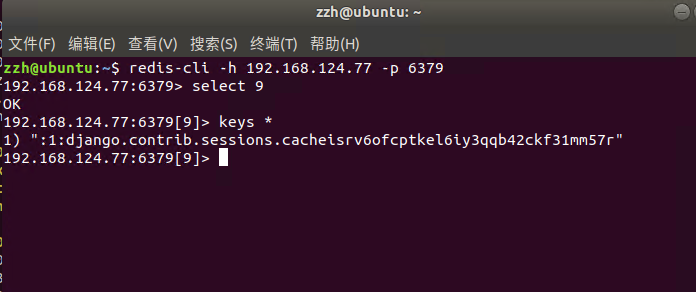 zzh@ubuntu: ~
文件(F) 编辑(E) 查看(V) 搜索(S) 终端(T) 帮助(H)
zzh@ubuntu:~$ redis-cli -h 192.168.124.77 -p 6379
192.168.124.77:6379> select 9
OK
192.168.124.77:6379[9]> keys *
1) ":1:django.contrib.sessions.cacheisrv6ofcptkel6iy3qqb42ckf31mm57r"
192.168.124.77:6379[9]>